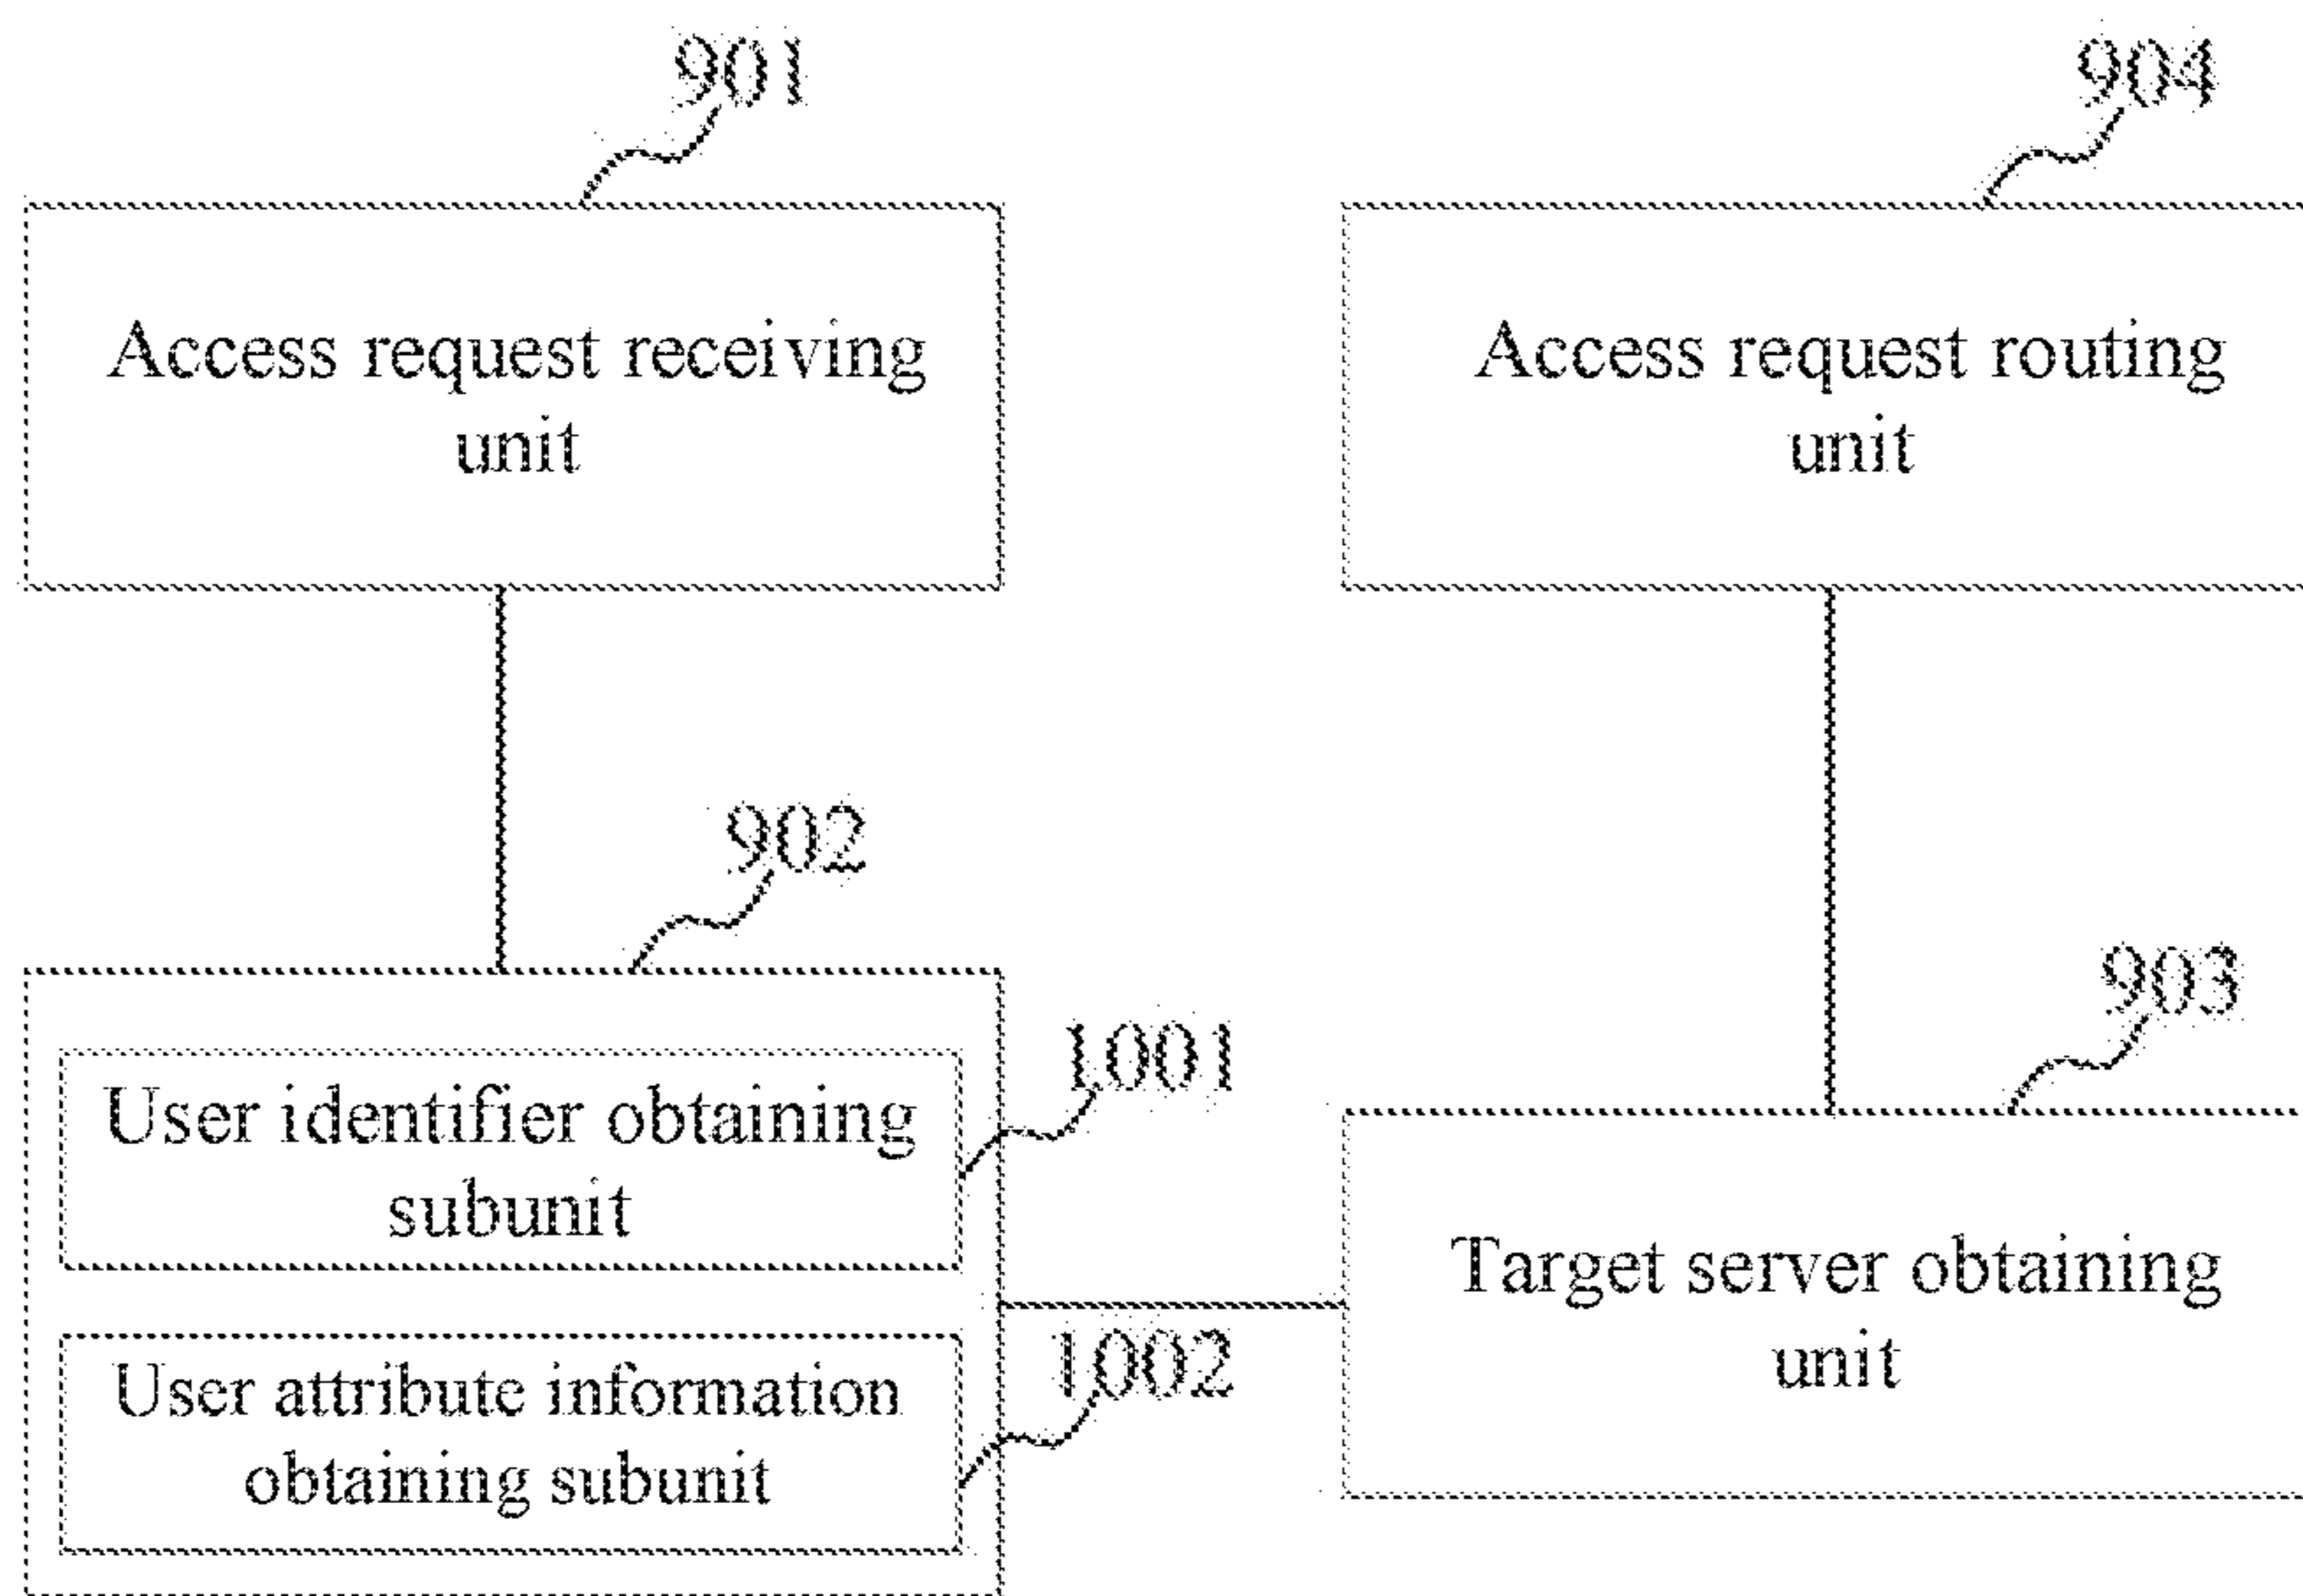 901
904
Access request receiving
unit
Access request routing
unit
902
903
1001
User identifier obtaining
subunit
Target server obtaining
unit
1002
User attribute information
obtaining subunit